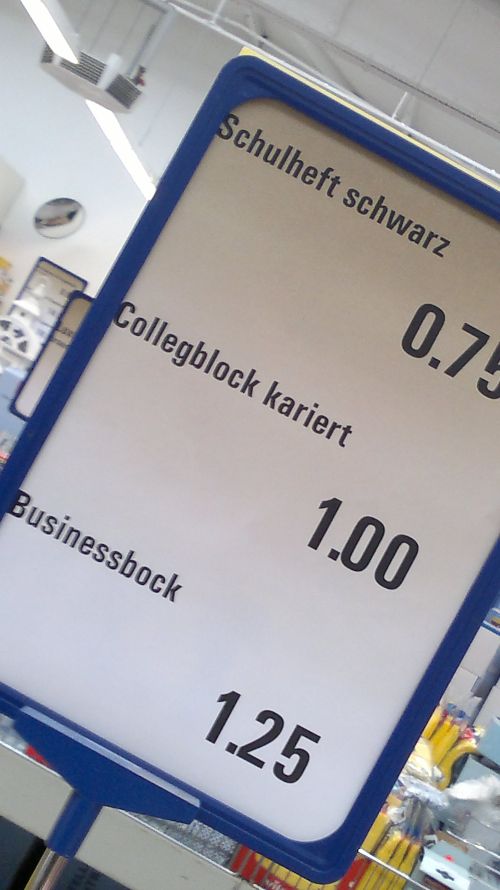 Schulheft schwarz
0.75
Collegblock kariert
1.00
Businessbock
1.25